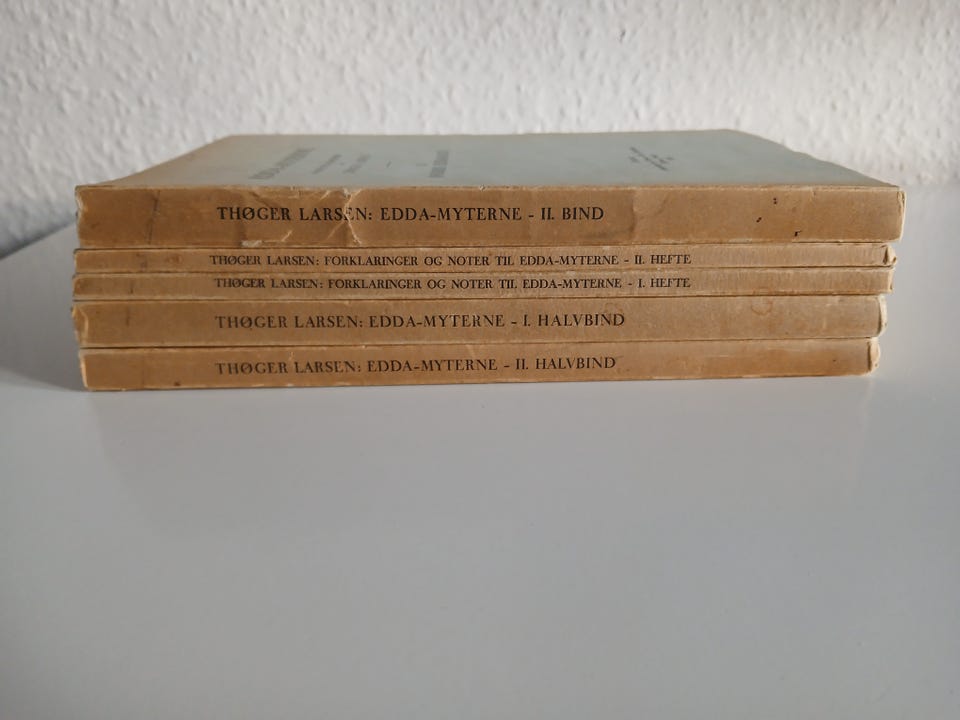 THØGER LARSEN: EDDA-MYTERNE - II. BIND
THØGER LARSEN: FORKLARINGER OG NOTER TIL EDDA-MYTERNE - II. HEFTE
THØGER LARSEN: FORKLARINGER OG NOTER TIL EDDA-MYTERNE - I. HEFTE
THØGER LARSEN: EDDA-MYTERNE - I. HALVBIND
THØGER LARSEN: EDDA-MYTERNE - II. HALVBIND